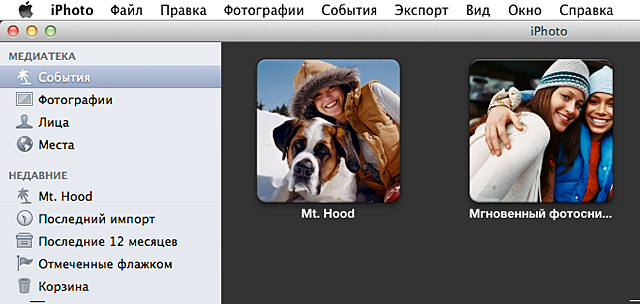 iPhoto Файл Правка Фотографии События Экспорт Вид Окно Справка
iPhoto
МЕДИАТЕКА
События
Фотографии
Лица
Места
НЕДАВНИЕ
Mt. Hood
Последний импорт
Последние 12 месяцев
Отмеченные флажком
Корзина
Mt. Hood
Мгновенный фотосни...